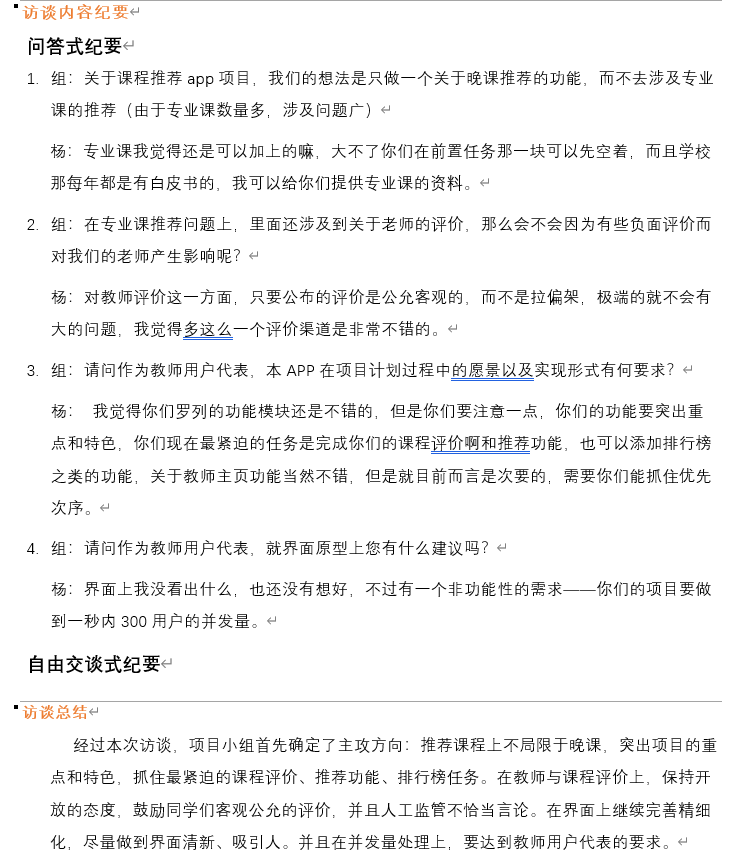 访谈内容纪要
问答式纪要
1. 组：关于课程推荐 app 项目，我们的想法是只做一个关于晚课推荐的功能，而不去涉及专业
课的推荐（由于专业课数量多，涉及问题广）
杨：专业课我觉得还是可以加上的嘛，大不了你们在前置任务那一块可以先空着，而且学校
那每年都是有白皮书的，我可以给你们提供专业课的资料。
2. 组：在专业课推荐问题上，里面还涉及到关于老师的评价，那么会不会因为有些负面评价而
对我们的老师产生影响呢？
杨：对教师评价这一方面，只要公布的评价是公允客观的，而不是拉偏架，极端的就不会有
大的问题，我觉得多这么一个评价渠道是非常不错的。
3. 组：请问作为教师用户代表，本 APP 在项目计划过程中的愿景以及实现形式有何要求？
杨： 我觉得你们罗列的功能模块还是不错的，但是你们要注意一点，你们的功能要突出重
点和特色，你们现在最紧迫的任务是完成你们的课程评价啊和推荐功能，也可以添加排行榜
之类的功能，关于教师主页功能当然不错，但是就目前而言是次要的，需要你们能抓住优先
次序。
4. 组：请问作为教师用户代表，就界面原型上您有什么建议吗？
杨：界面上我没看出什么，也还没有想好，不过有一个非功能性的需求——你们的项目要做
到一秒内 300 用户的并发量。
自由交谈式纪要
访谈总结
经过本次访谈，项目小组首先确定了主攻方向：推荐课程上不局限于晚课，突出项目的重
点和特色，抓住最紧迫的课程评价、推荐功能、排行榜任务。在教师与课程评价上，保持开
放的态度，鼓励同学们客观公允的评价，并且人工监管不恰当言论。在界面上继续完善精细
化，尽量做到界面清新、吸引人。并且在并发量处理上，要达到教师用户代表的要求。